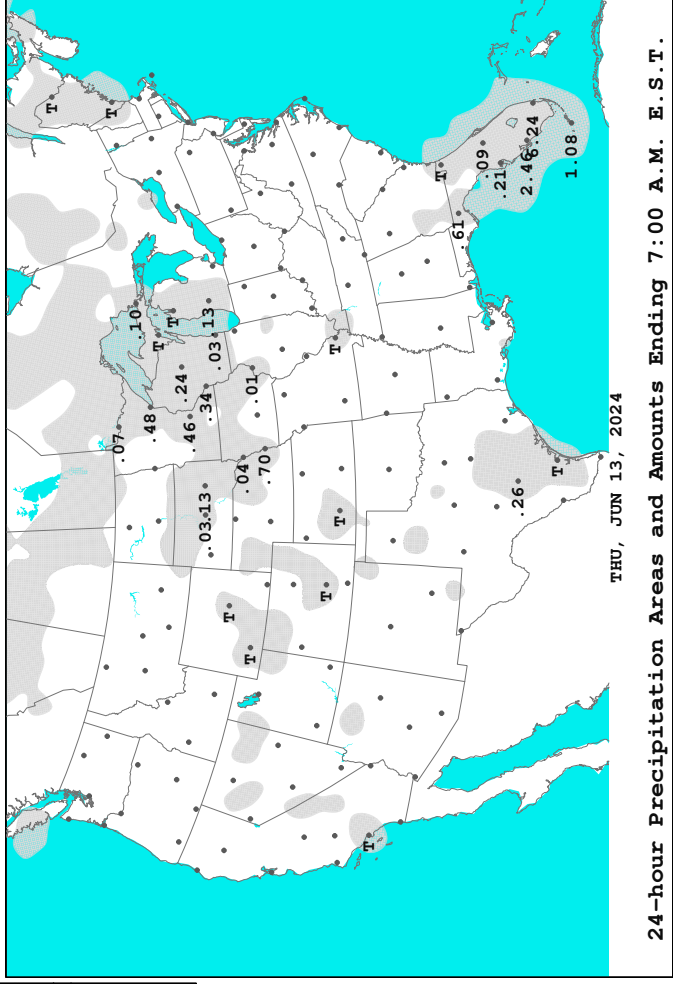 T
T
.07
.10
.48
T
T
.24
.46
.03.13
.34
.03
.13
T
.04
T
.01
.70
T
T
T
T
T
.61
.09
.21
.26
2.46
6.24
T
1.08
THU, JUN 13, 2024
24-hour Precipitation Areas and Amounts Ending 7:00 A.M. E.S.T.